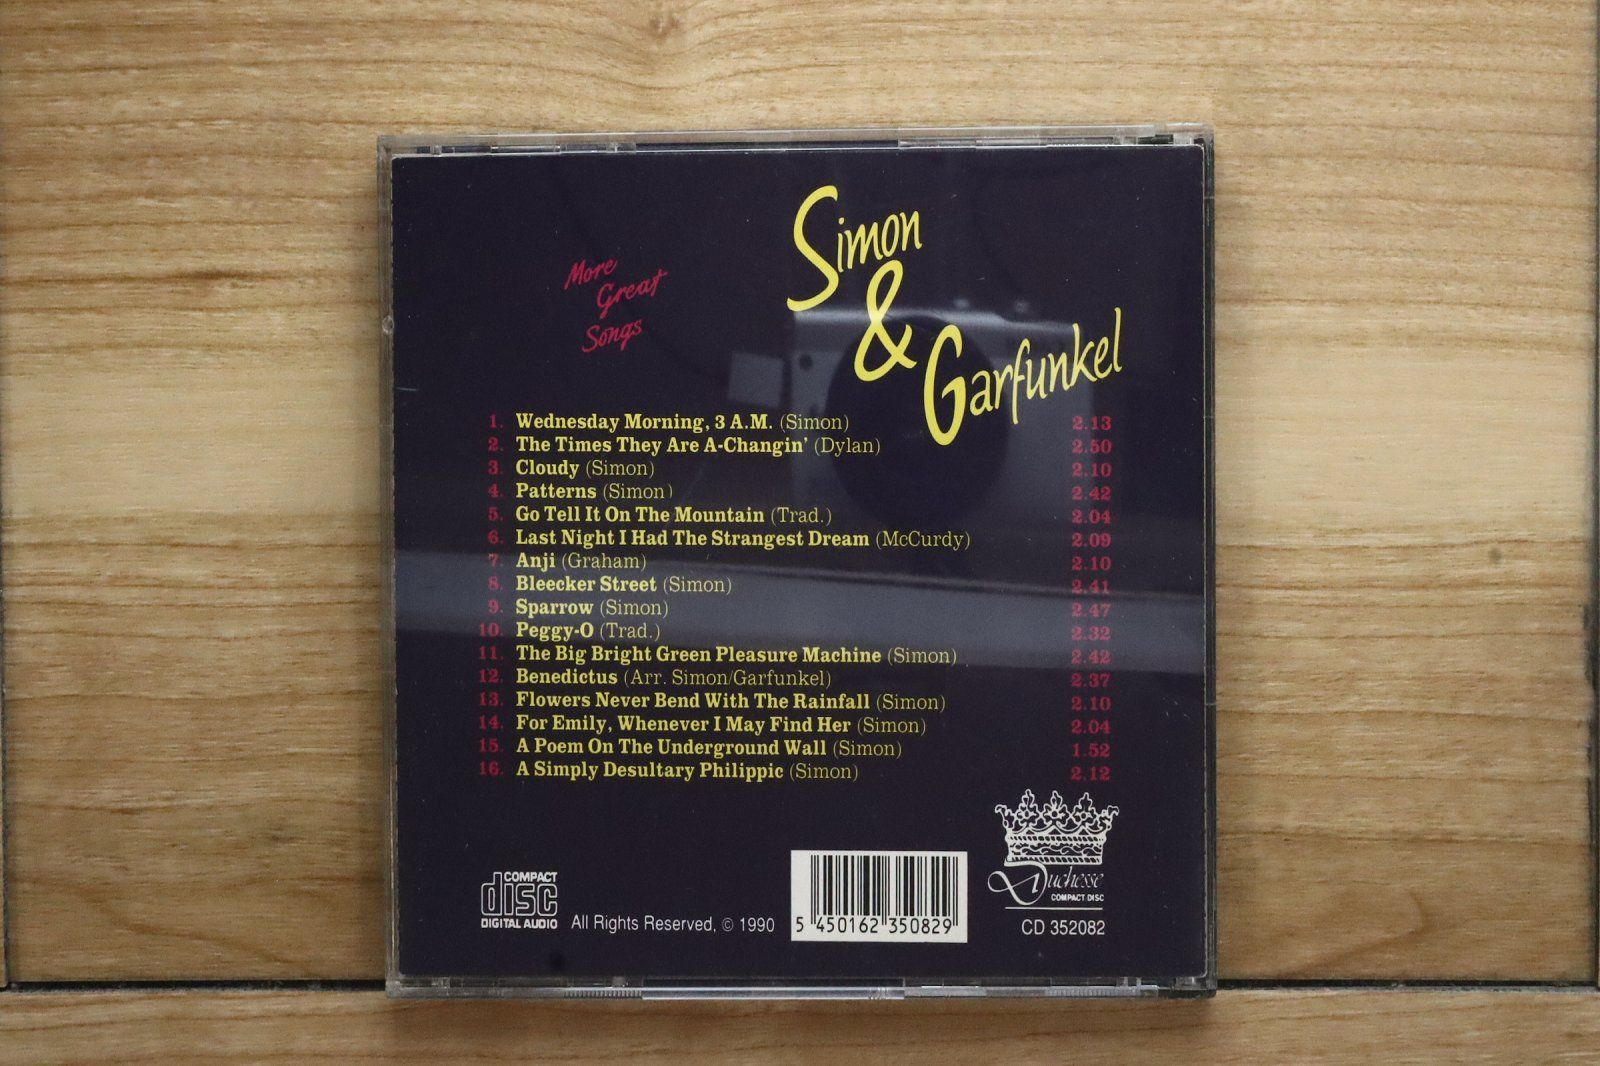 Simon
&
Garfunkel
More
Great
Songs
1. Wednesday Morning, 3 A.M. (Simon) 2.13
2. The Times They Are A-Changin' (Dylan) 2.50
3. Cloudy (Simon) 2.10
4. Patterns (Simon) 2.42
5. Go Tell It On The Mountain (Trad.) 2.04
6. Last Night I Had The Strangest Dream (McCurdy) 2.09
7. Anji (Graham) 2.10
8. Bleecker Street (Simon) 2.41
9. Sparrow (Simon) 2.47
10. Peggy-O (Trad.) 2.32
11. The Big Bright Green Pleasure Machine (Simon) 2.42
12. Benedictus (Arr. Simon/Garfunkel) 2.37
13. Flowers Never Bend With The Rainfall (Simon) 2.10
14. For Emily, Whenever I May Find Her (Simon) 2.04
15. A Poem On The Underground Wall (Simon) 1.52
16. A Simply Desultary Philippic (Simon) 2.12
COMPACT
disc
DIGITAL AUDIO
All Rights Reserved, © 1990
5 450162 350829
Duchesse
COMPACT DISC
CD 352082